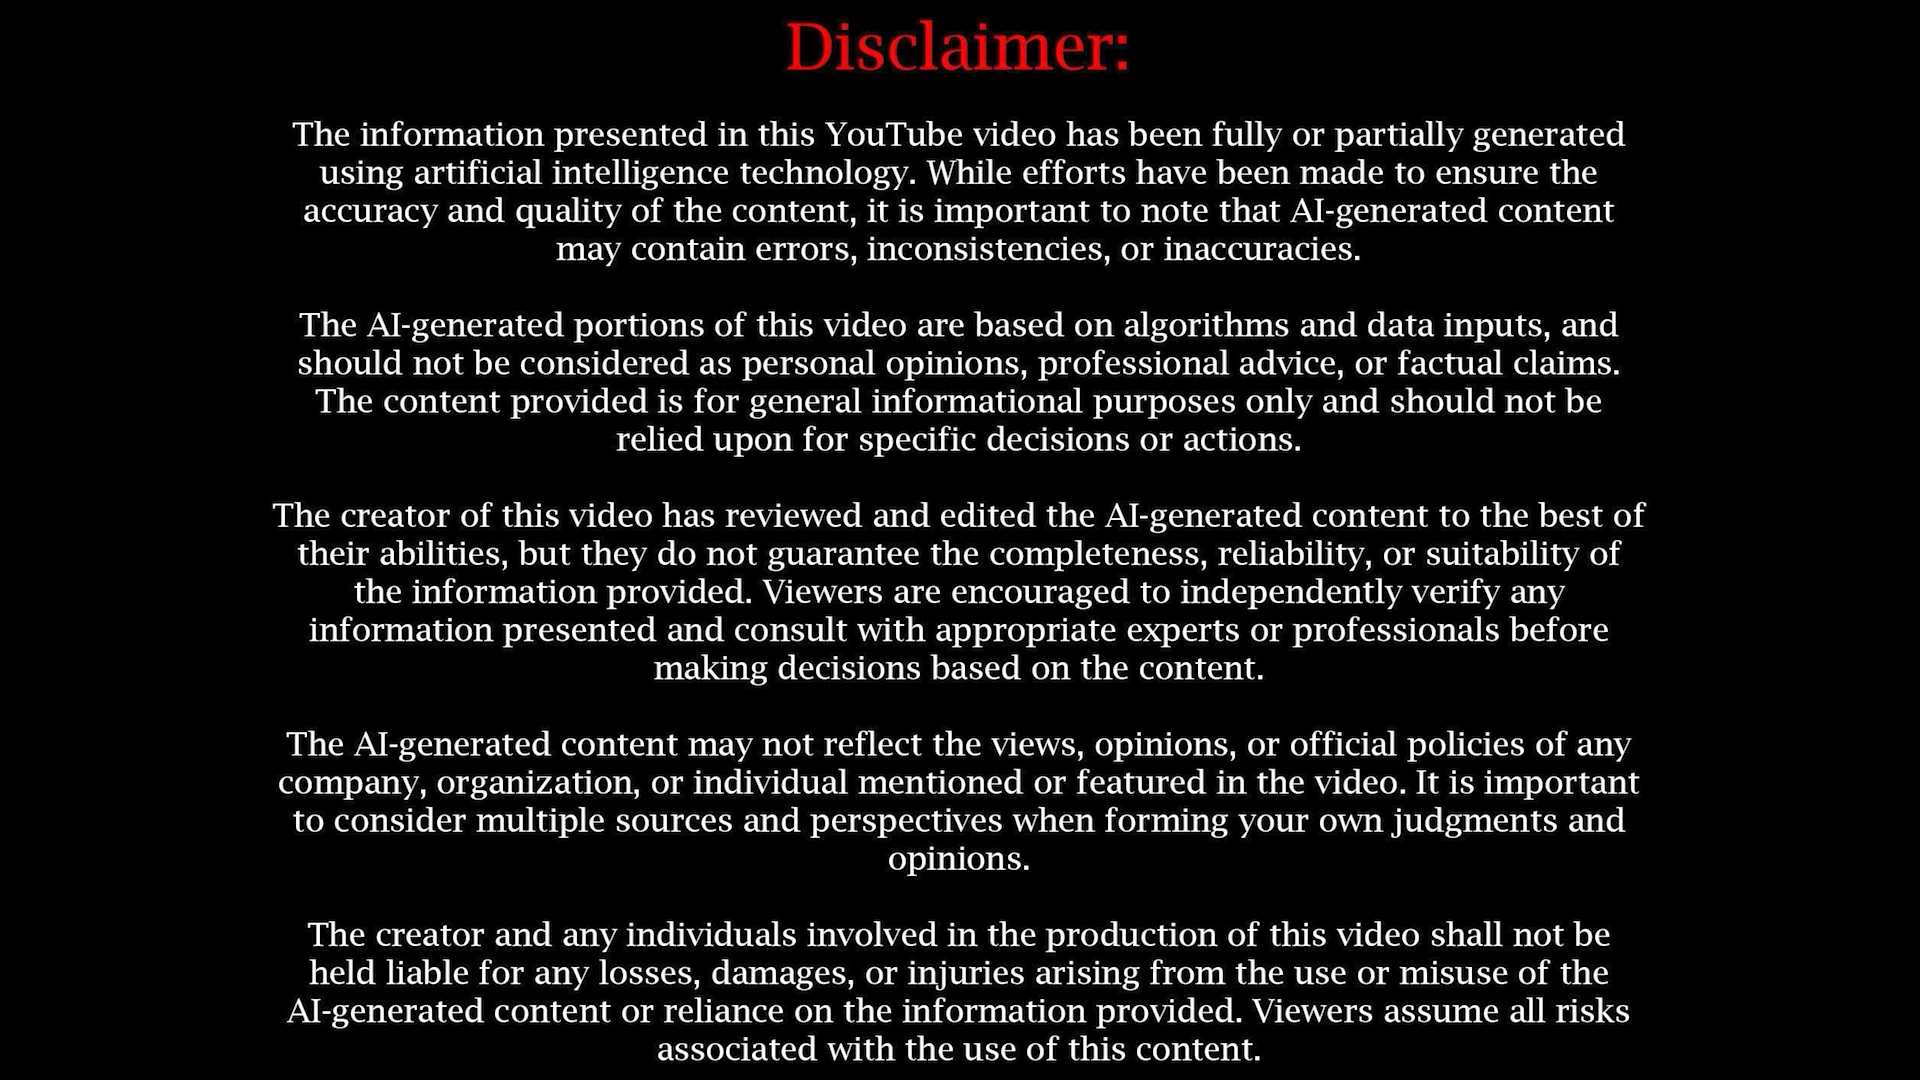 Disclaimer:
The information presented in this YouTube video has been fully or partially generated
using artificial intelligence technology. While efforts have been made to ensure the
accuracy and quality of the content, it is important to note that AI-generated content
may contain errors, inconsistencies, or inaccuracies.
The AI-generated portions of this video are based on algorithms and data inputs, and
should not be considered as personal opinions, professional advice, or factual claims.
The content provided is for general informational purposes only and should not be
relied upon for specific decisions or actions.
The creator of this video has reviewed and edited the AI-generated content to the best of
their abilities, but they do not guarantee the completeness, reliability, or suitability of
the information provided. Viewers are encouraged to independently verify any
information presented and consult with appropriate experts or professionals before
making decisions based on the content.
The AI-generated content may not reflect the views, opinions, or official policies of any
company, organization, or individual mentioned or featured in the video. It is important
to consider multiple sources and perspectives when forming your own judgments and
opinions.
The creator and any individuals involved in the production of this video shall not be
held liable for any losses, damages, or injuries arising from the use or misuse of the
AI-generated content or reliance on the information provided. Viewers assume all risks
associated with the use of this content.